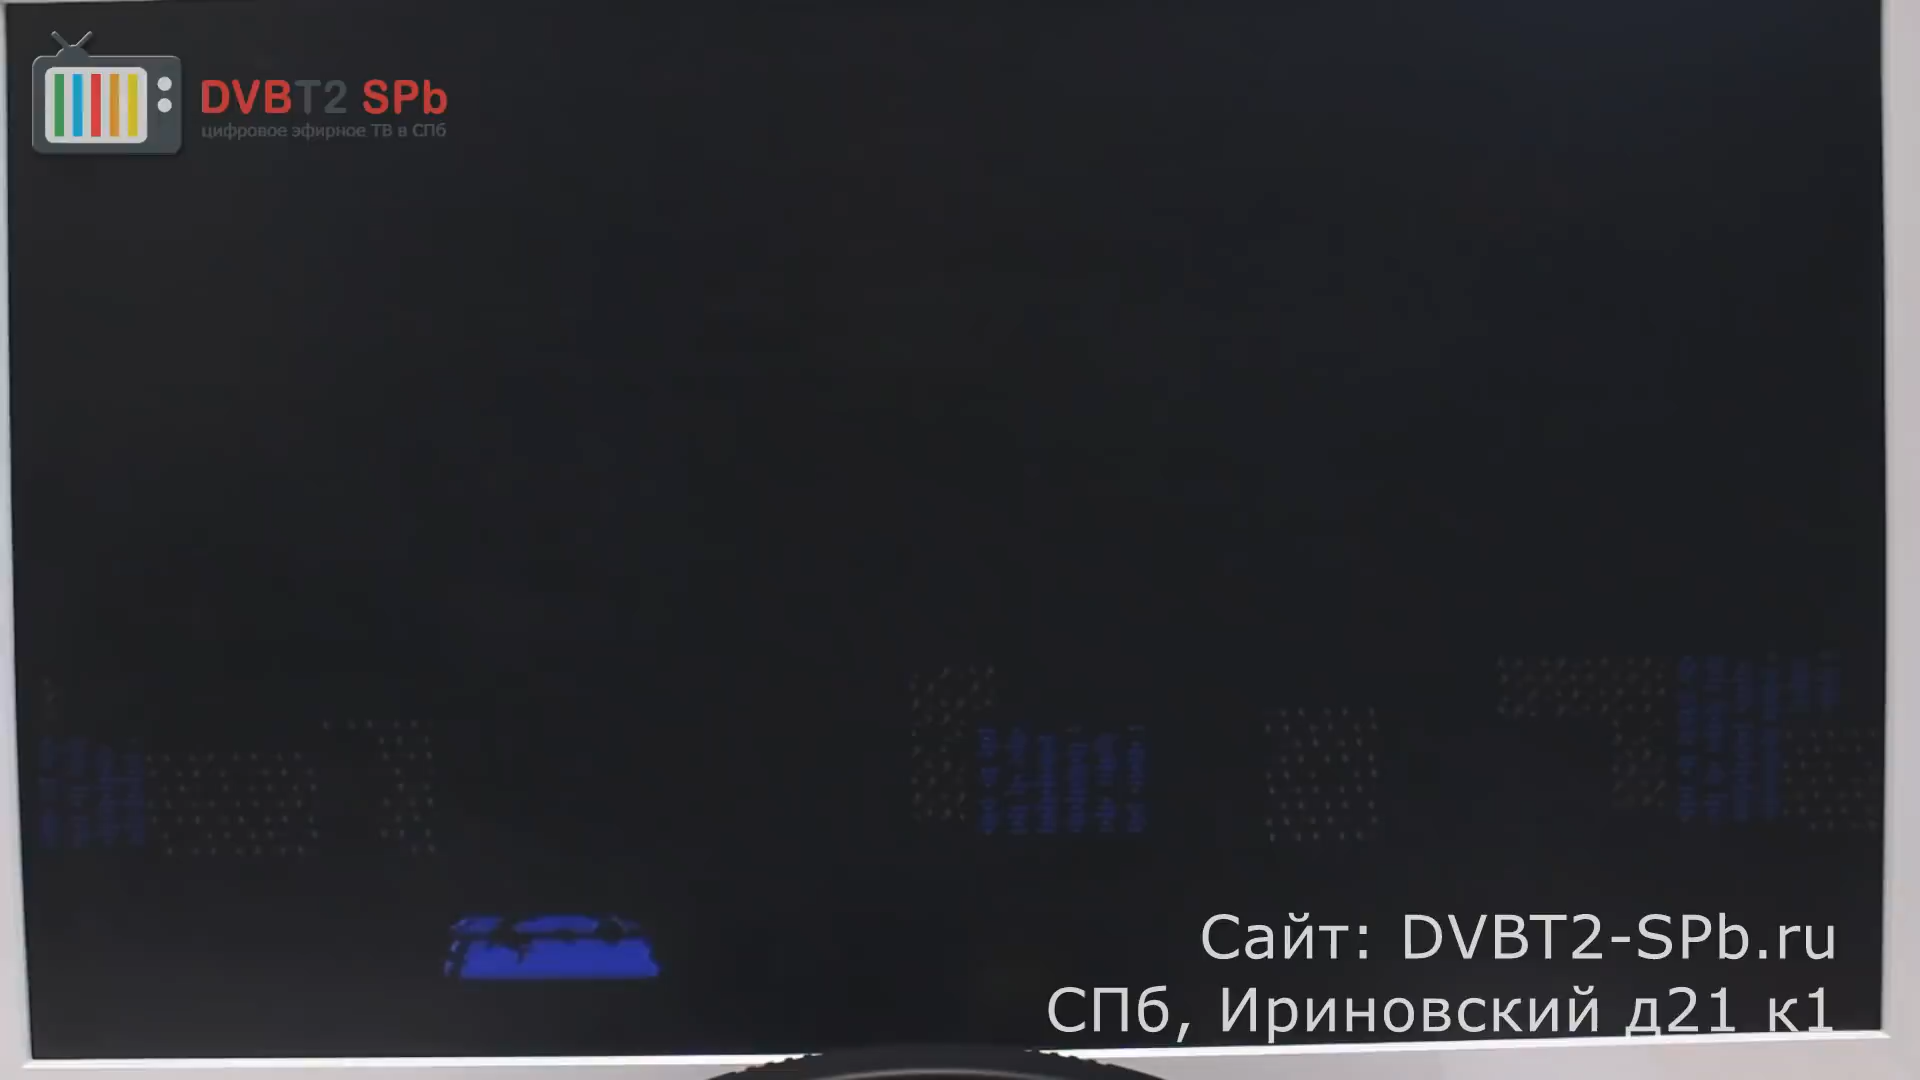 DVBT2 SPb
цифровое эфирное ТВ в СПб
Сайт: DVBT2-SPb.ru
СПб, Ириновский д21 к1